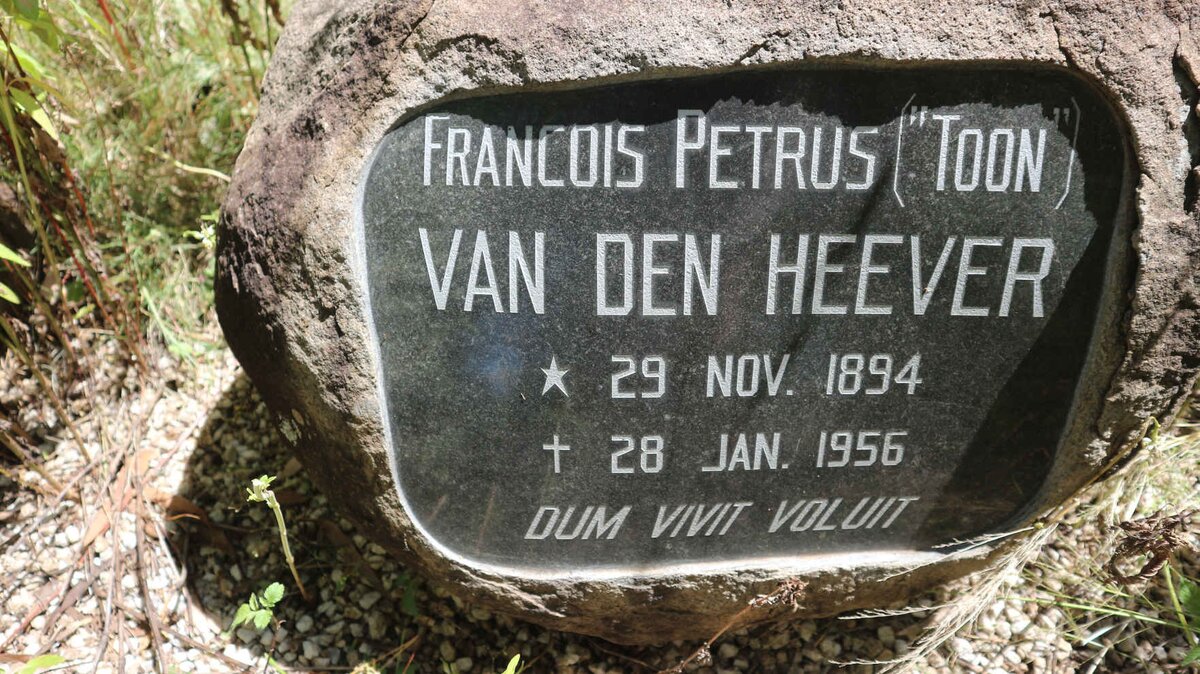 FRANCOIS PETRUS ("TOON")
VAN DEN HEEVER
★ 29 NOV. 1894
✝ 28 JAN. 1956
DUM VIVIT VOLUIT